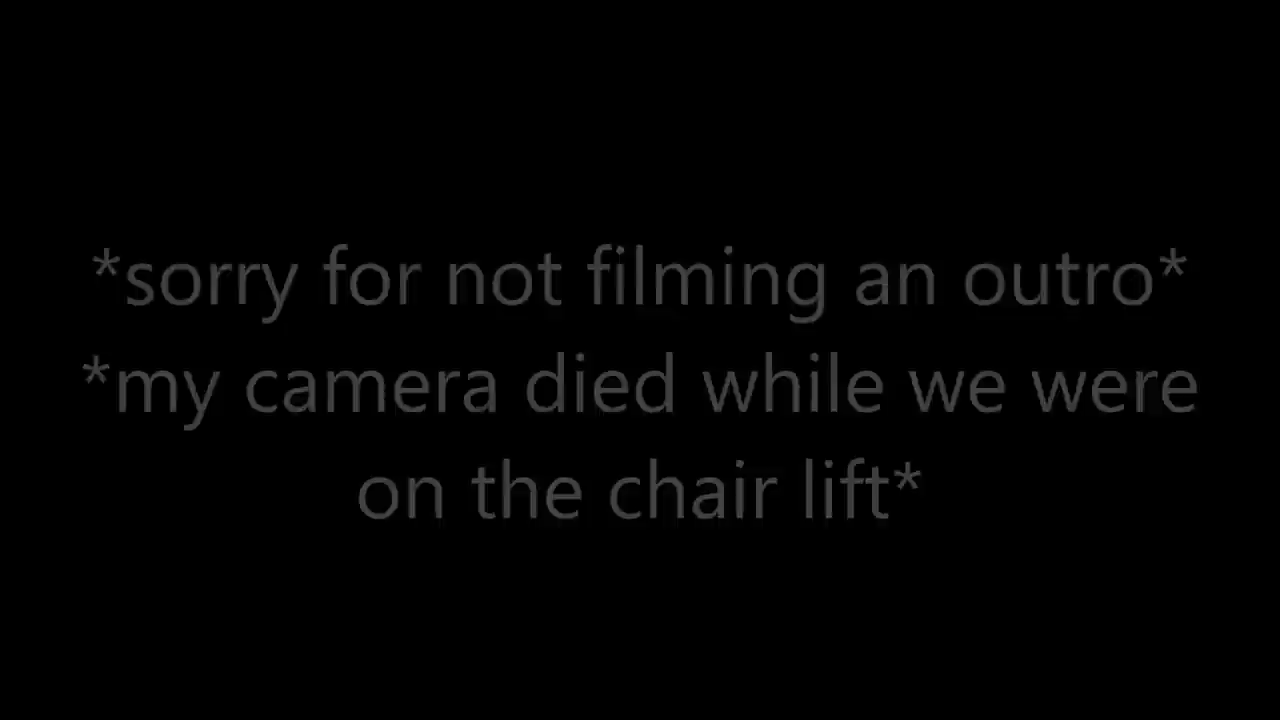 *sorry for not filming an outro*
*my camera died while we were
on the chair lift*